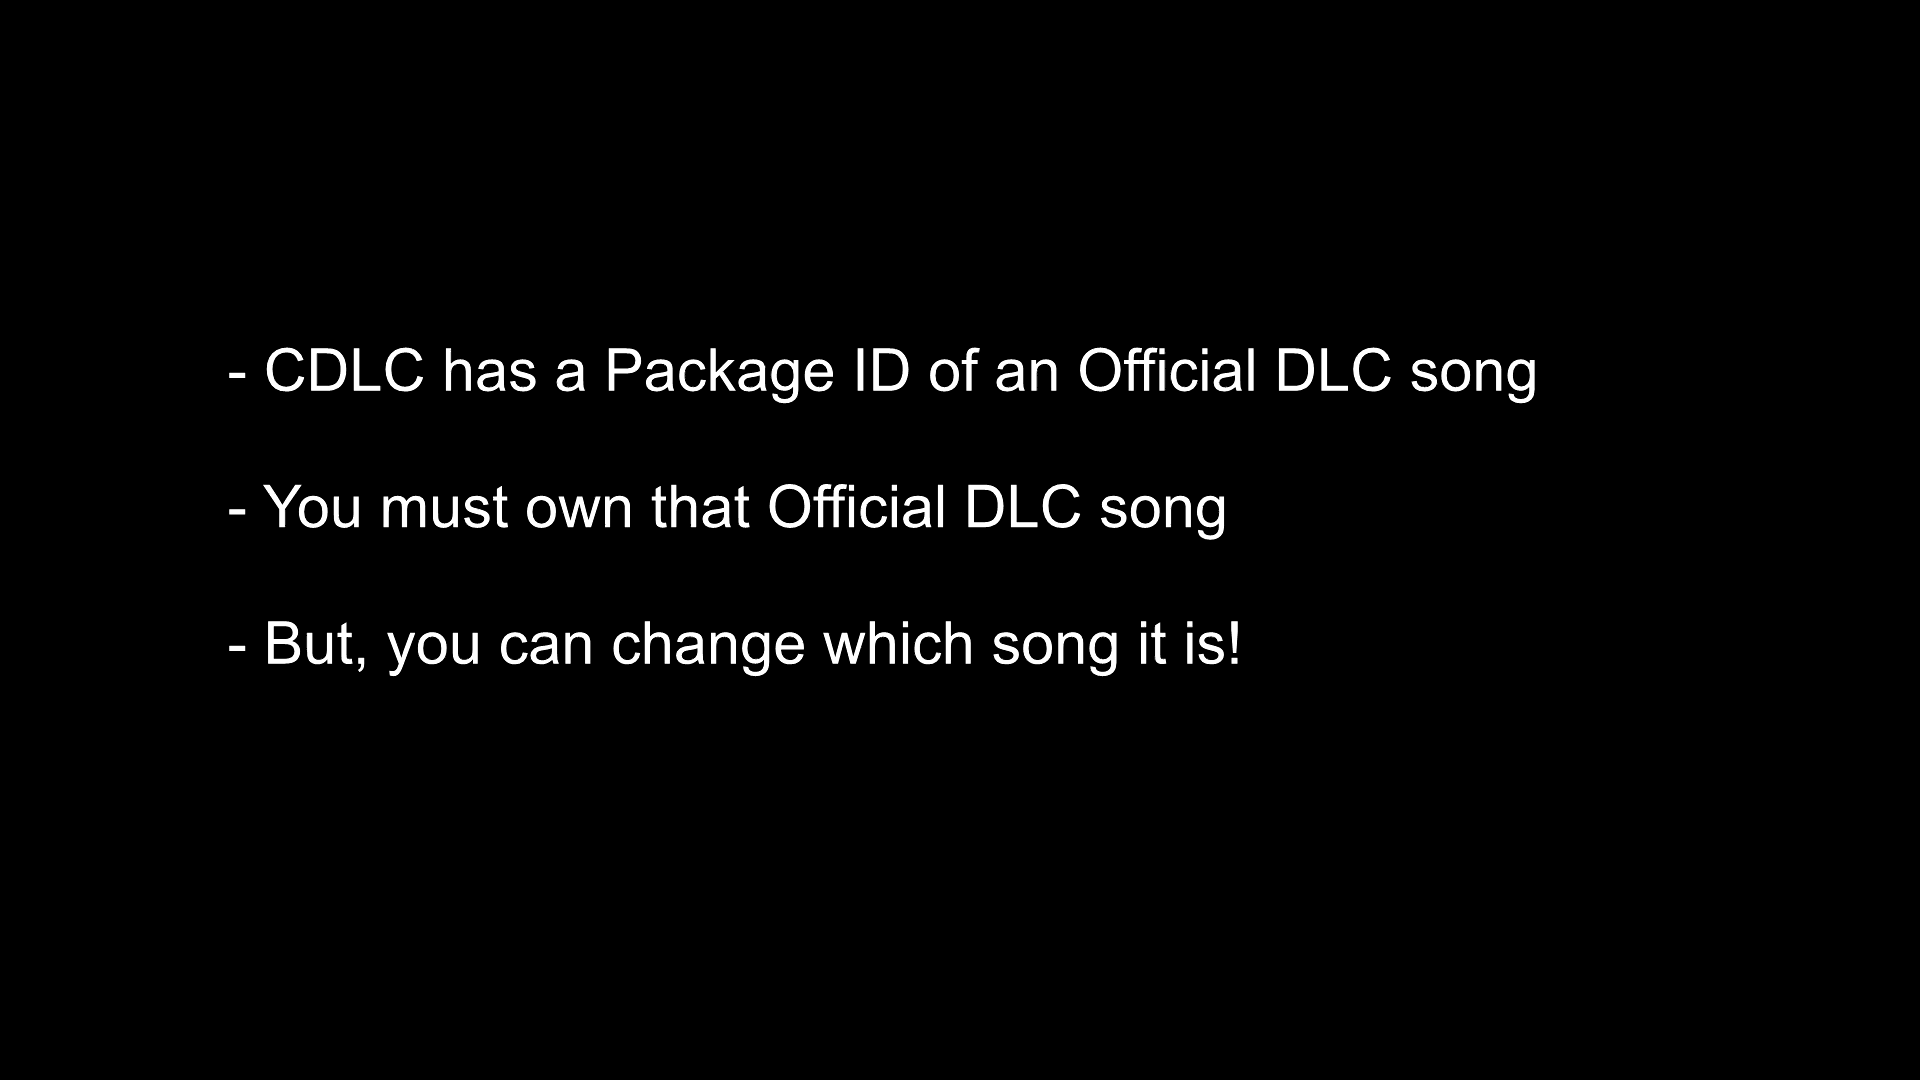 - CDLC has a Package ID of an Official DLC song
- You must own that Official DLC song
- But, you can change which song it is!